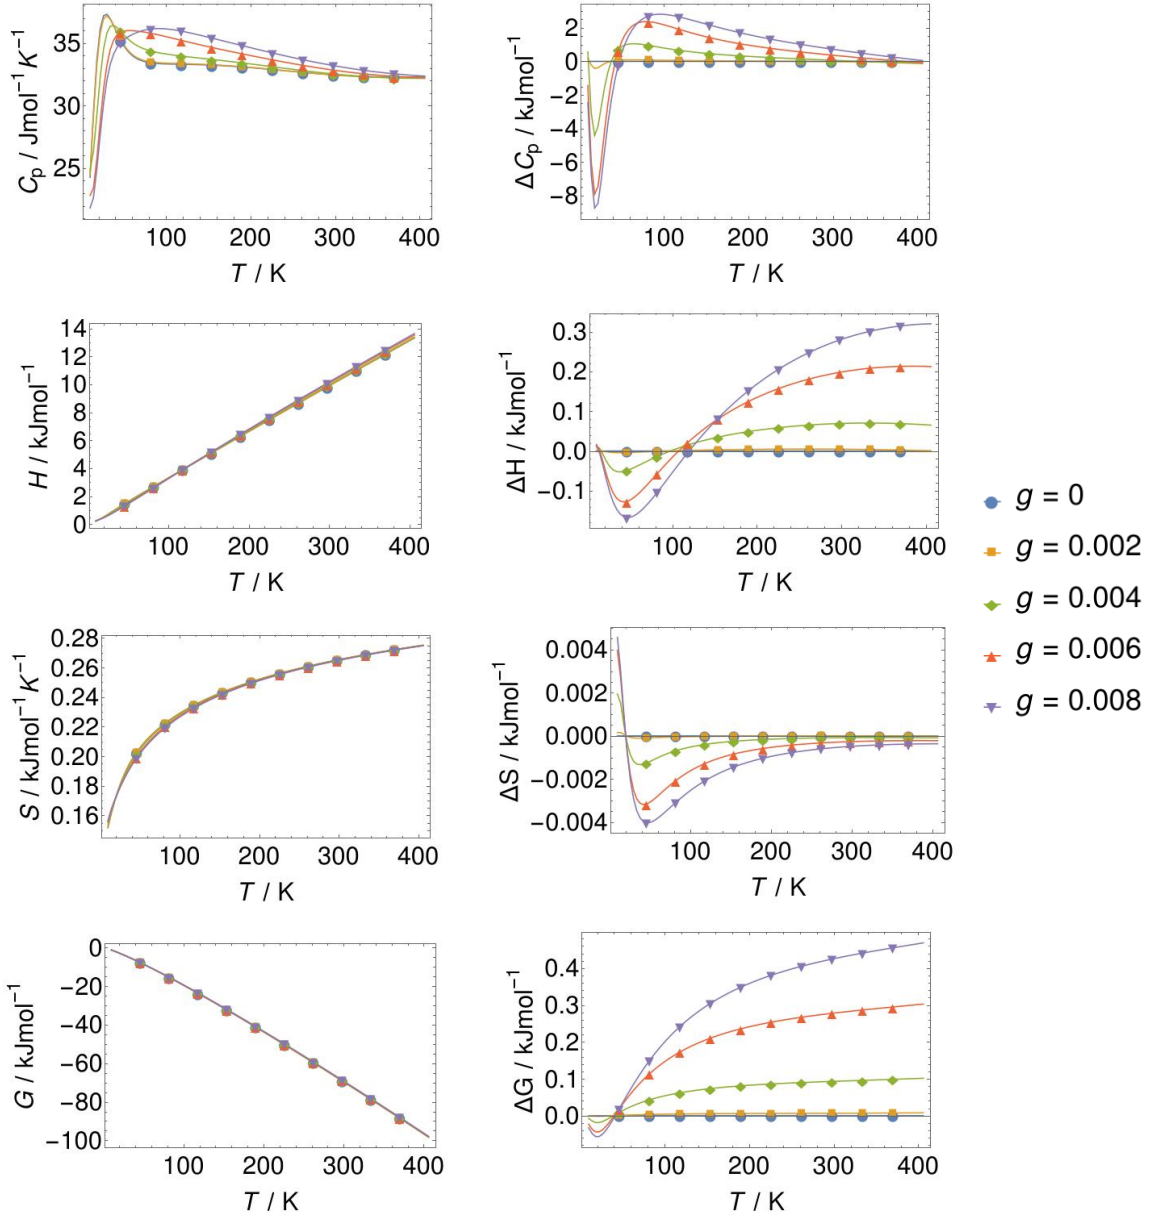 C_p / Jmol⁻¹K⁻¹
35
30
25
100 200 300 400
T / K
ΔC_p / kJmol⁻¹
2
0
−2
−4
−6
−8
100 200 300 400
T / K
H / kJmol⁻¹
14
12
10
8
6
4
2
0
100 200 300 400
T / K
ΔH / kJmol⁻¹
0.3
0.2
0.1
0.0
−0.1
100 200 300 400
T / K
g = 0
g = 0.002
g = 0.004
g = 0.006
g = 0.008
S / kJmol⁻¹K⁻¹
0.28
0.26
0.24
0.22
0.20
0.18
0.16
100 200 300 400
T / K
ΔS / kJmol⁻¹
0.004
0.002
0.000
−0.002
−0.004
100 200 300 400
T / K
G / kJmol⁻¹
0
−20
−40
−60
−80
−100
100 200 300 400
T / K
ΔG / kJmol⁻¹
0.4
0.3
0.2
0.1
0.0
100 200 300 400
T / K